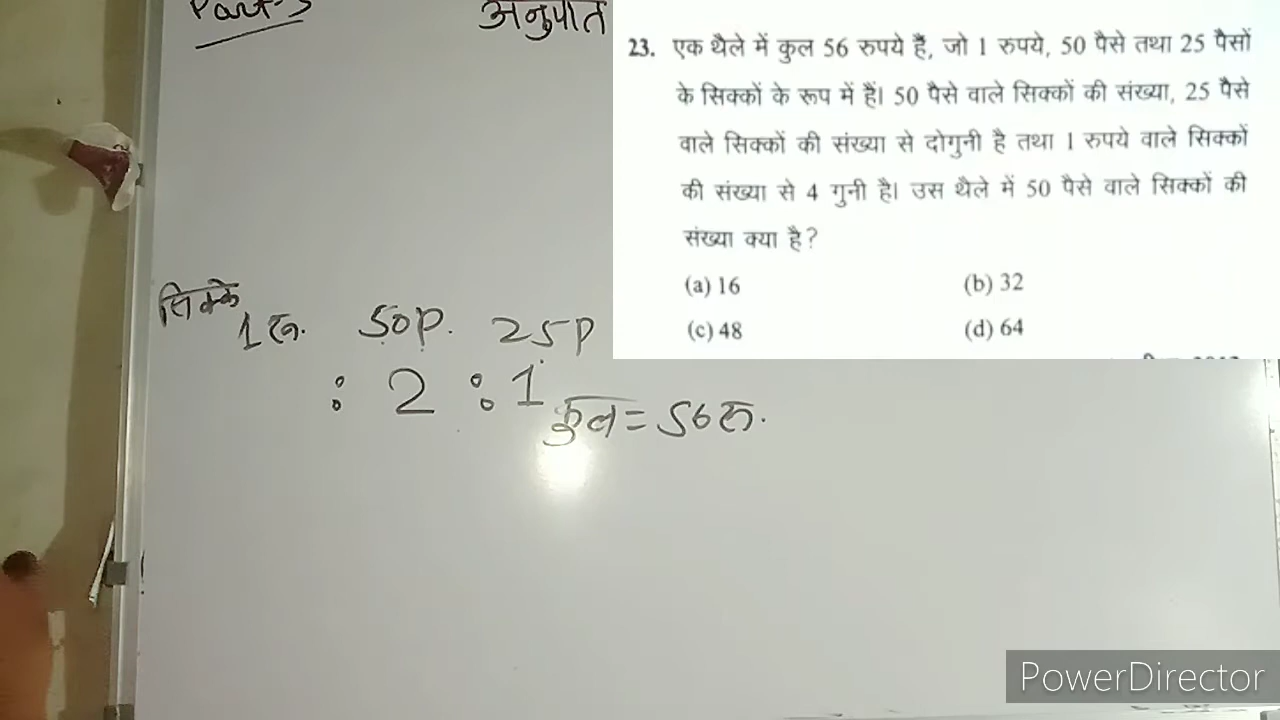 Part-3
अनुपात
23. एक थैले में कुल 56 रुपये हैं, जो 1 रुपये, 50 पैसे तथा 25 पैसों
के सिक्कों के रूप में हैं। 50 पैसे वाले सिक्कों की संख्या, 25 पैसे
वाले सिक्कों की संख्या से दोगुनी है तथा 1 रुपये वाले सिक्कों
की संख्या से 4 गुनी है। उस थैले में 50 पैसे वाले सिक्कों की
संख्या क्या है?
(a) 16 (b) 32
(c) 48 (d) 64
सिक्के
1रु. 50p. 25p
: 2 : 1
कुल = 56रु.
PowerDirector